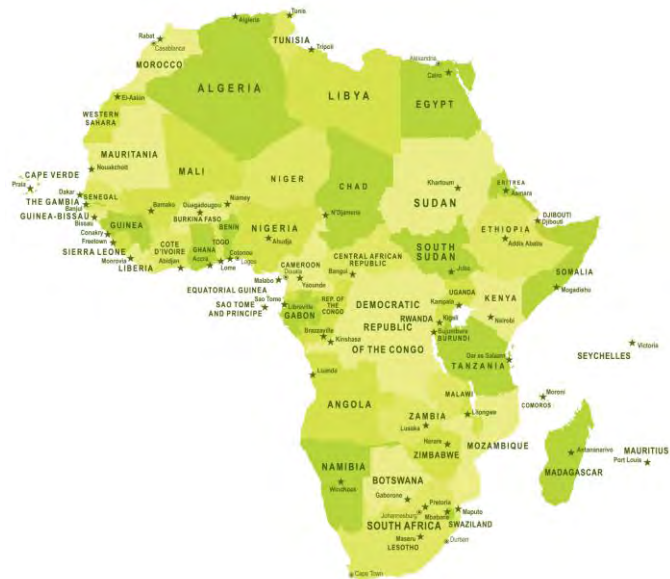 Tunis
Algeria
Rabat
Casablanca
TUNISIA
Tripoli
MOROCCO
Alexandria
Cairo
ALGERIA
LIBYA
EGYPT
El-Aaiún
WESTERN
SAHARA
MAURITANIA
Nouakchott
MALI
NIGER
CHAD
Khartoum
SUDAN
ERITREA
Asmara
CAPE VERDE
Praia
Dakar
SENEGAL
THE GAMBIA
Banjul
GUINEA-BISSAU
Bissau
Bamako
Ouagadougou
Niamey
BURKINA FASO
N'Djamena
DJIBOUTI
Djibouti
GUINEA
BENIN
NIGERIA
Abudja
ETHIOPIA
Addis Ababa
Conakry
Freetown
SIERRA LEONE
COTE
D'IVOIRE
GHANA
TOGO
Cotonou
Lagos
SOUTH
SUDAN
Monrovia
LIBERIA
Abidjan
Accra
Lome
CAMEROON
Douala
CENTRAL AFRICAN
REPUBLIC
Bangui
Juba
SOMALIA
Malabo
Yaounde
EQUATORIAL GUINEA
Mogadishu
SAO TOME
AND PRINCIPE
Sao Tome
Libreville
GABON
REP. OF
THE
CONGO
DEMOCRATIC
REPUBLIC
OF THE CONGO
UGANDA
Kampala
KENYA
Nairobi
RWANDA
Kigali
Bujumbura
BURUNDI
Brazzaville
Kinshasa
Dar es Salaam
TANZANIA
Victoria
SEYCHELLES
Luanda
ANGOLA
MALAWI
Lilongwe
Moroni
COMOROS
ZAMBIA
Lusaka
Harare
ZIMBABWE
MOZAMBIQUE
Antananarivo
MADAGASCAR
MAURITIUS
Port Louis
NAMIBIA
Windhoek
BOTSWANA
Gaborone
Pretoria
Johannesburg
Mbabane
Maputo
SWAZILAND
SOUTH AFRICA
Maseru
LESOTHO
Durban
Cape Town